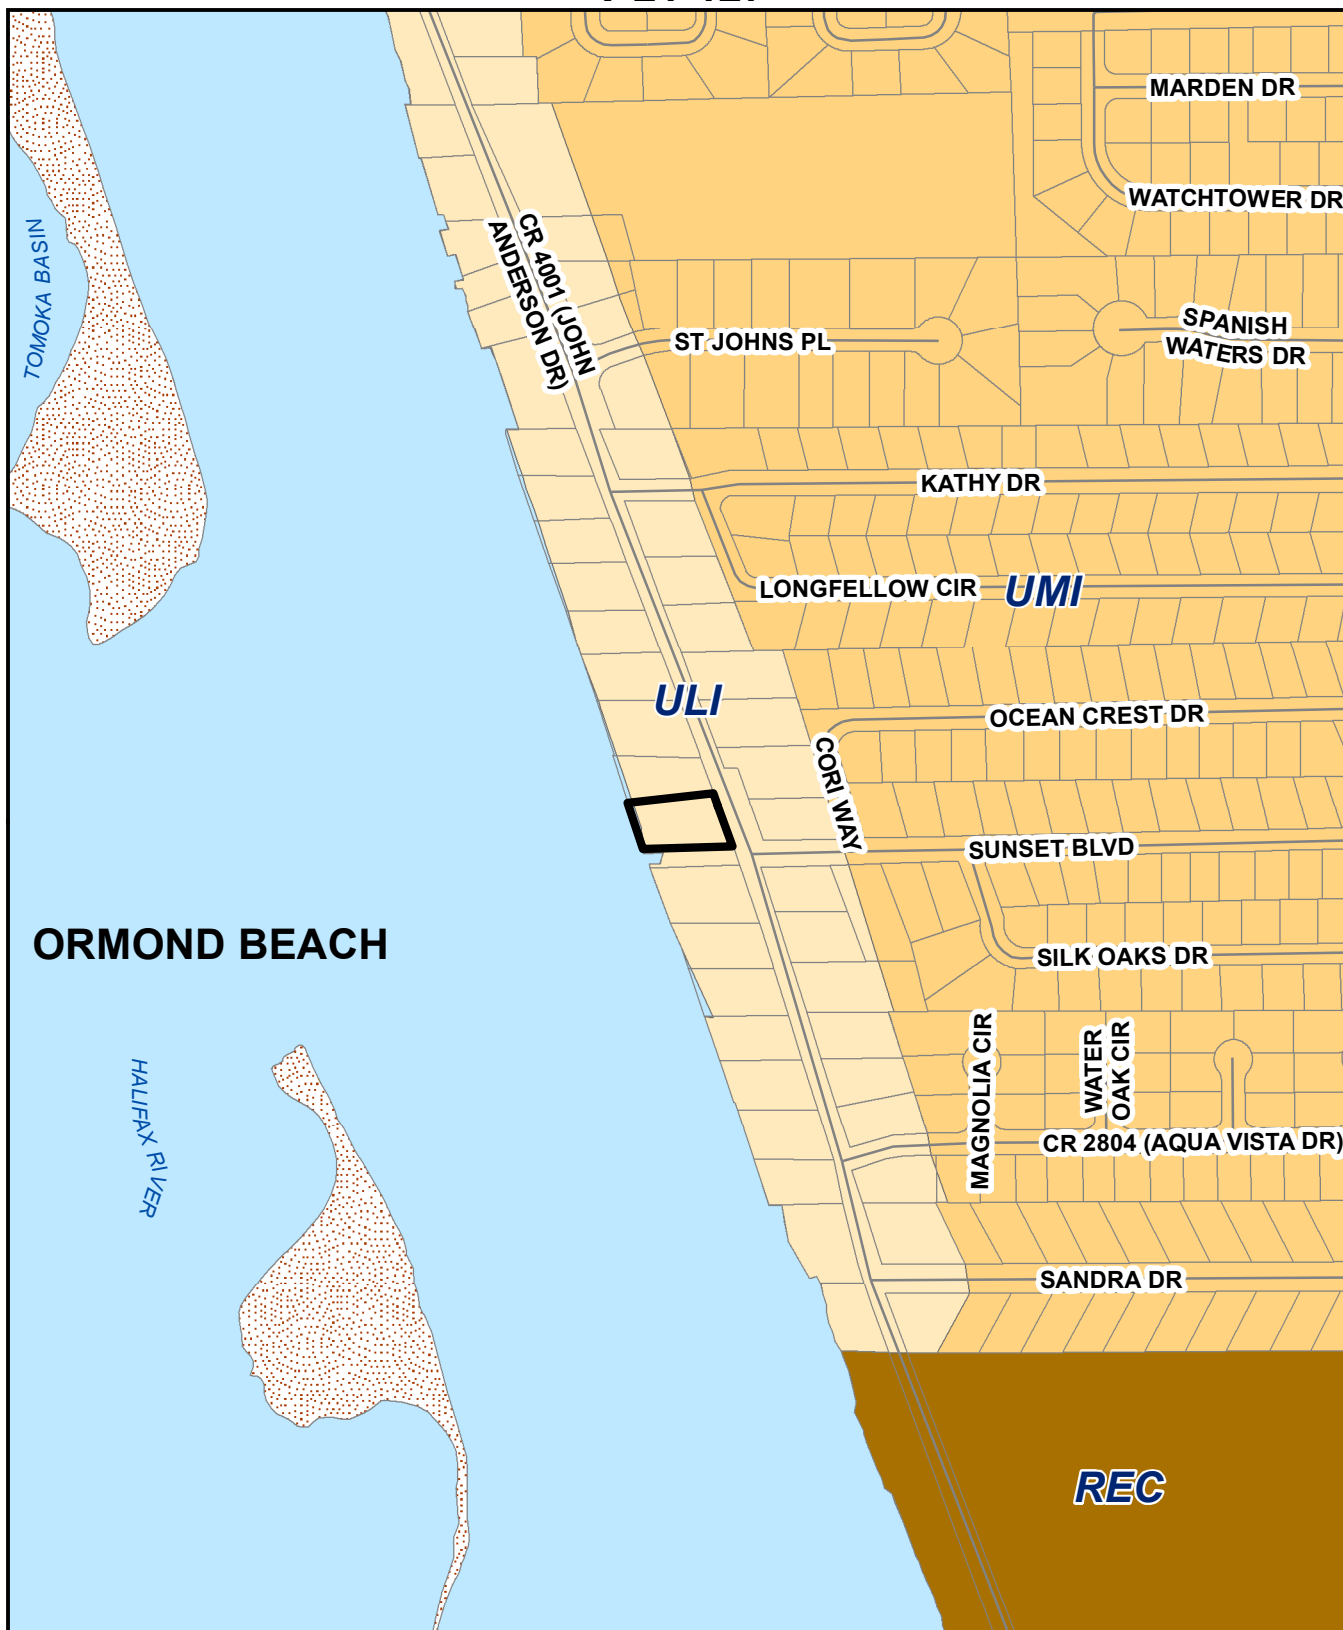 MARDEN DR
WATCHTOWER DR
TOMOKA BASIN
CR 4001 (JOHN
ANDERSON DR)
ST JOHNS PL
SPANISH
WATERS DR
KATHY DR
LONGFELLOW CIR
UMI
ULI
OCEAN CREST DR
CORI WAY
SUNSET BLVD
ORMOND BEACH
SILK OAKS DR
MAGNOLIA CIR
WATER
OAK CIR
HALIFAX RIVER
CR 2804 (AQUA VISTA DR)
SANDRA DR
REC